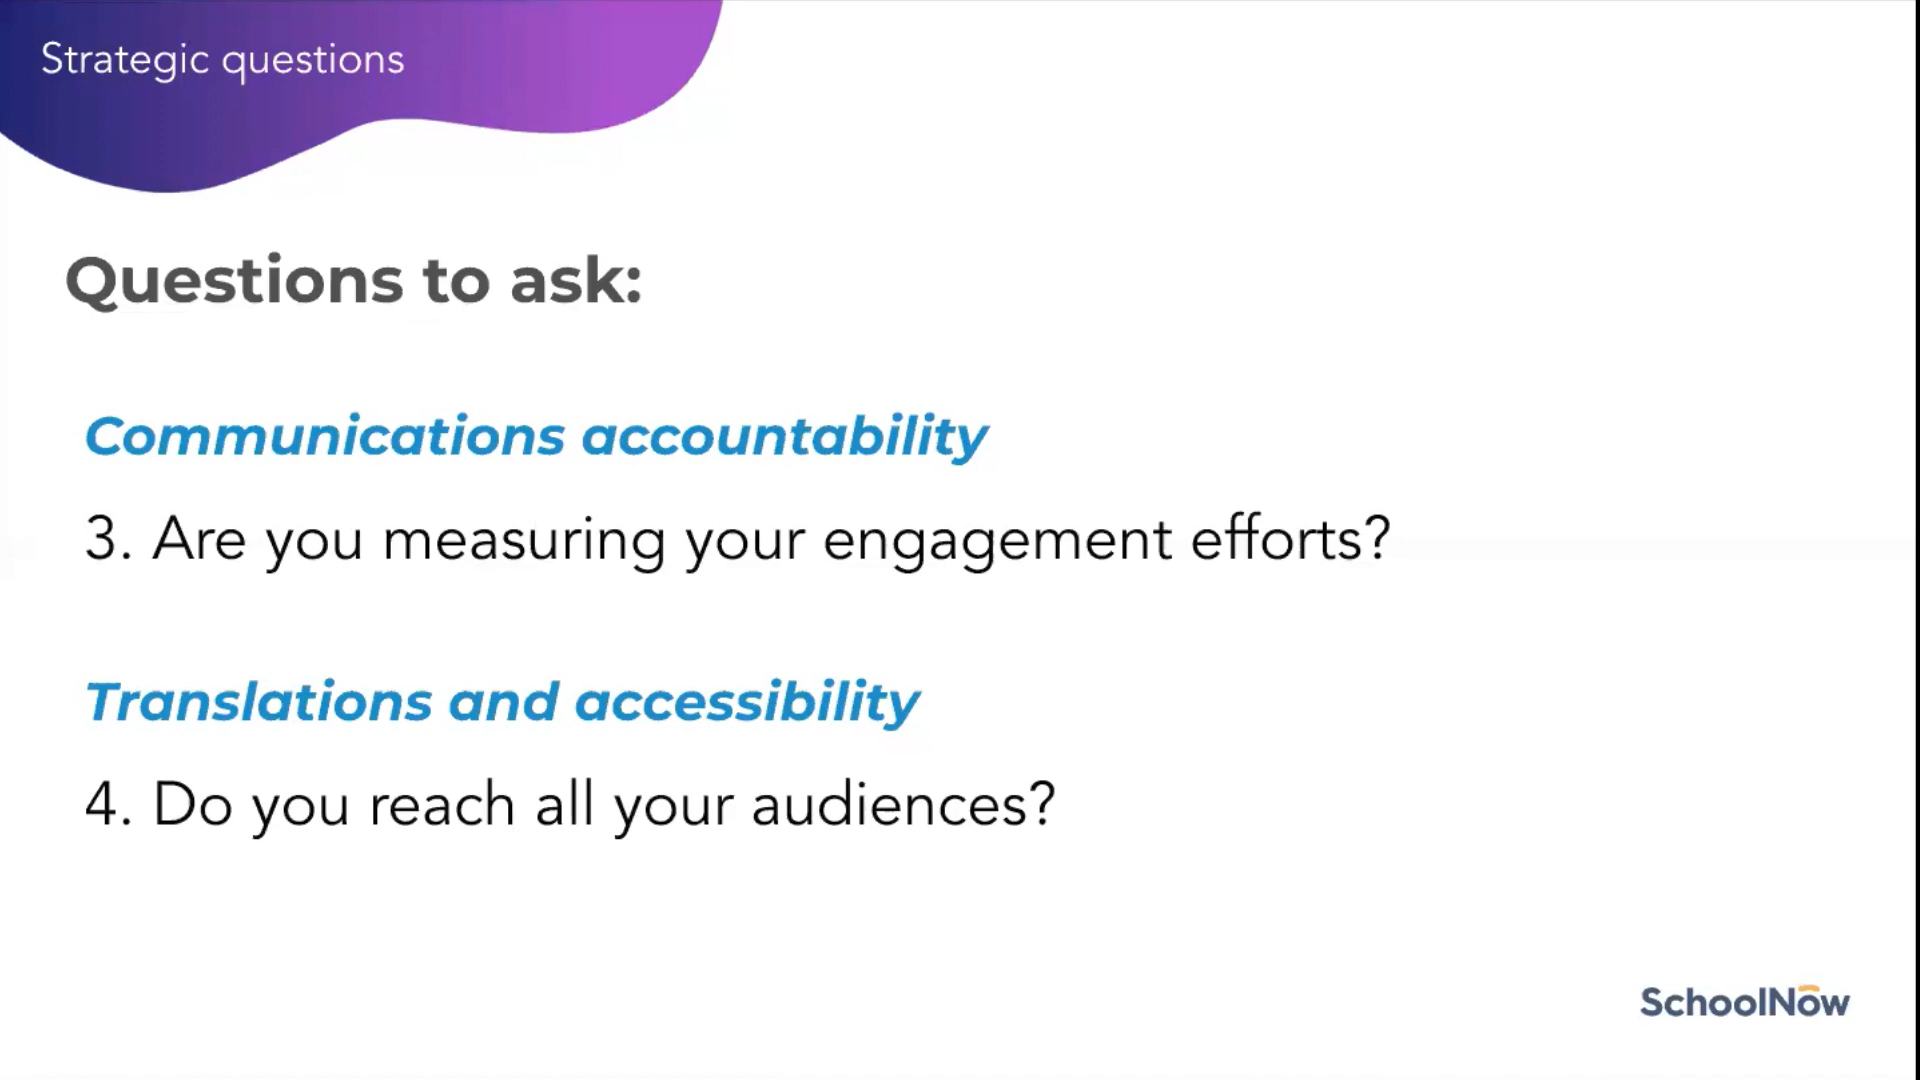 Strategic questions
Questions to ask:
Communications accountability
3. Are you measuring your engagement efforts?
Translations and accessibility
4. Do you reach all your audiences?
SchoolNow